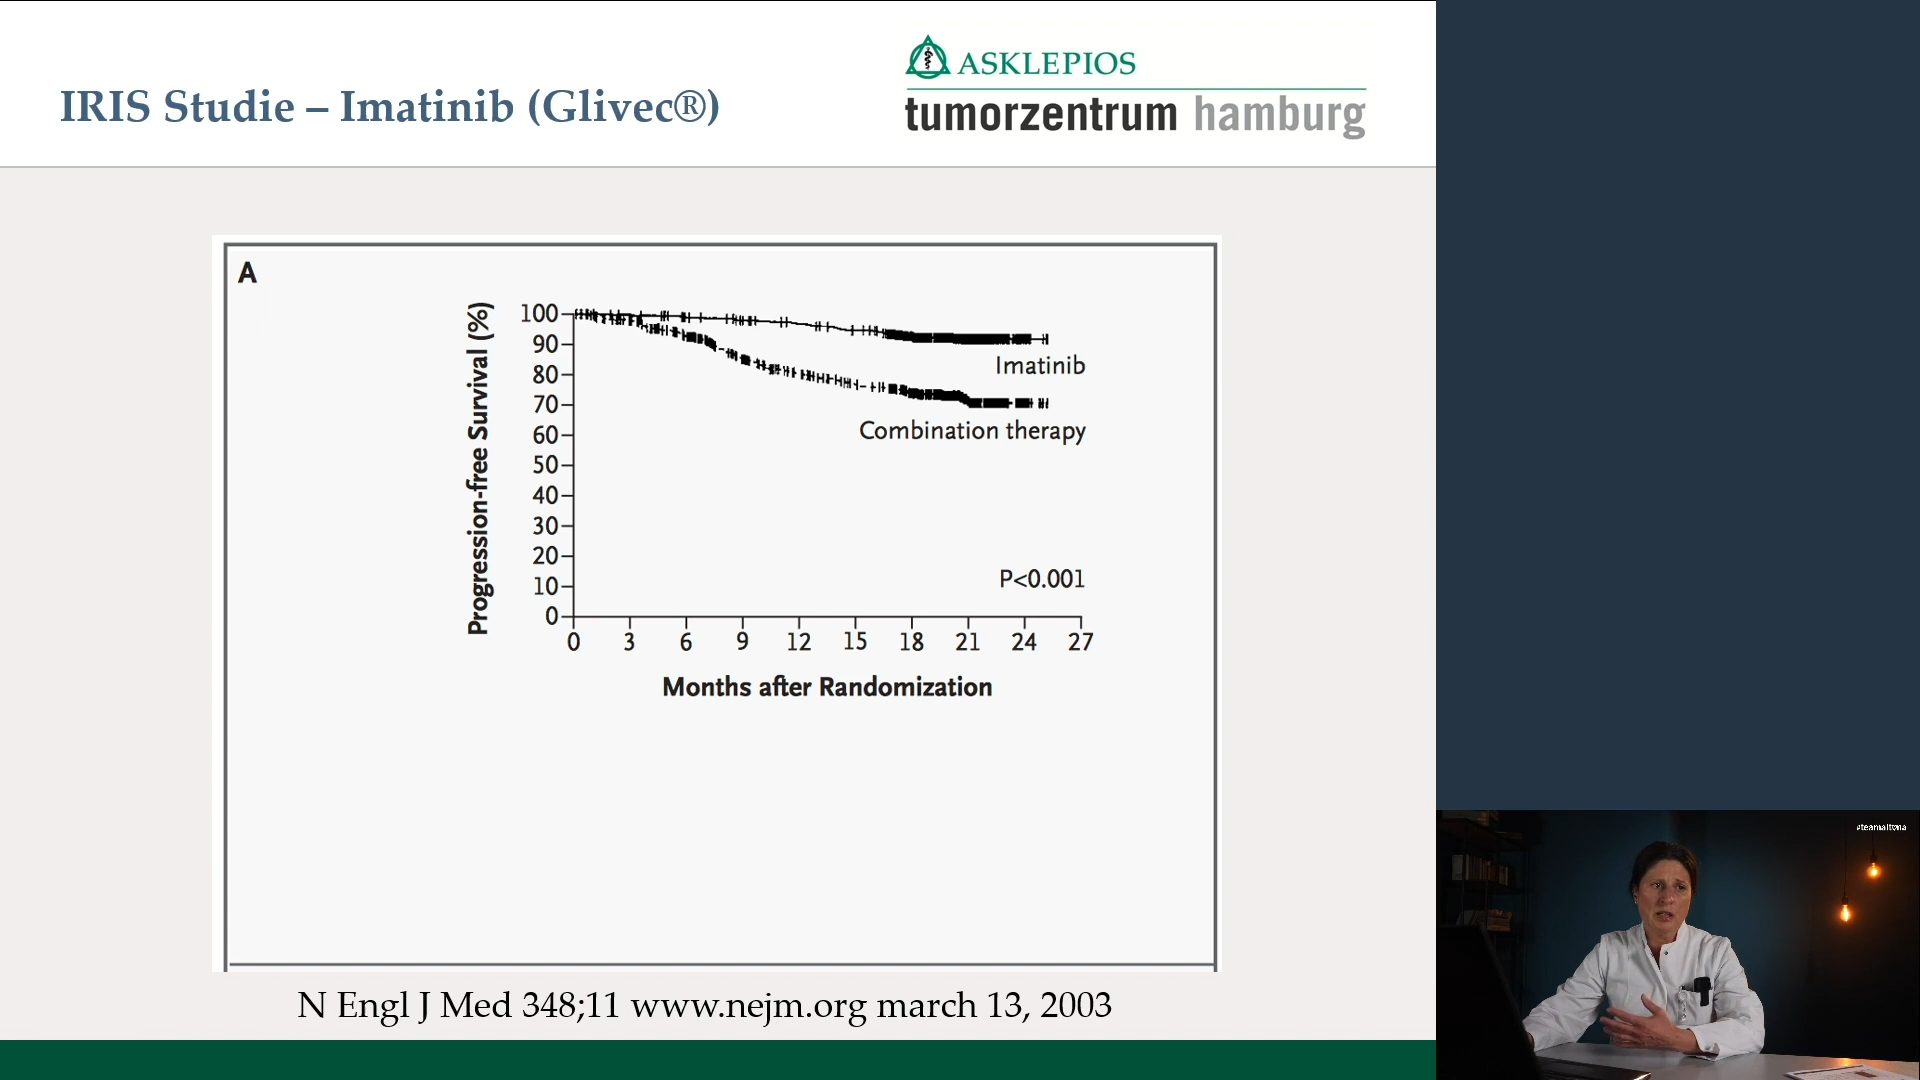 ASKLEPIOS
IRIS Studie – Imatinib (Glivec®)
tumorzentrum hamburg
A
Progression-free Survival (%)
100
90
80
70
60
50
40
30
20
10
0
Imatinib
Combination therapy
P<0.001
0 3 6 9 12 15 18 21 24 27
Months after Randomization
N Engl J Med 348;11 www.nejm.org march 13, 2003
#teamaltona